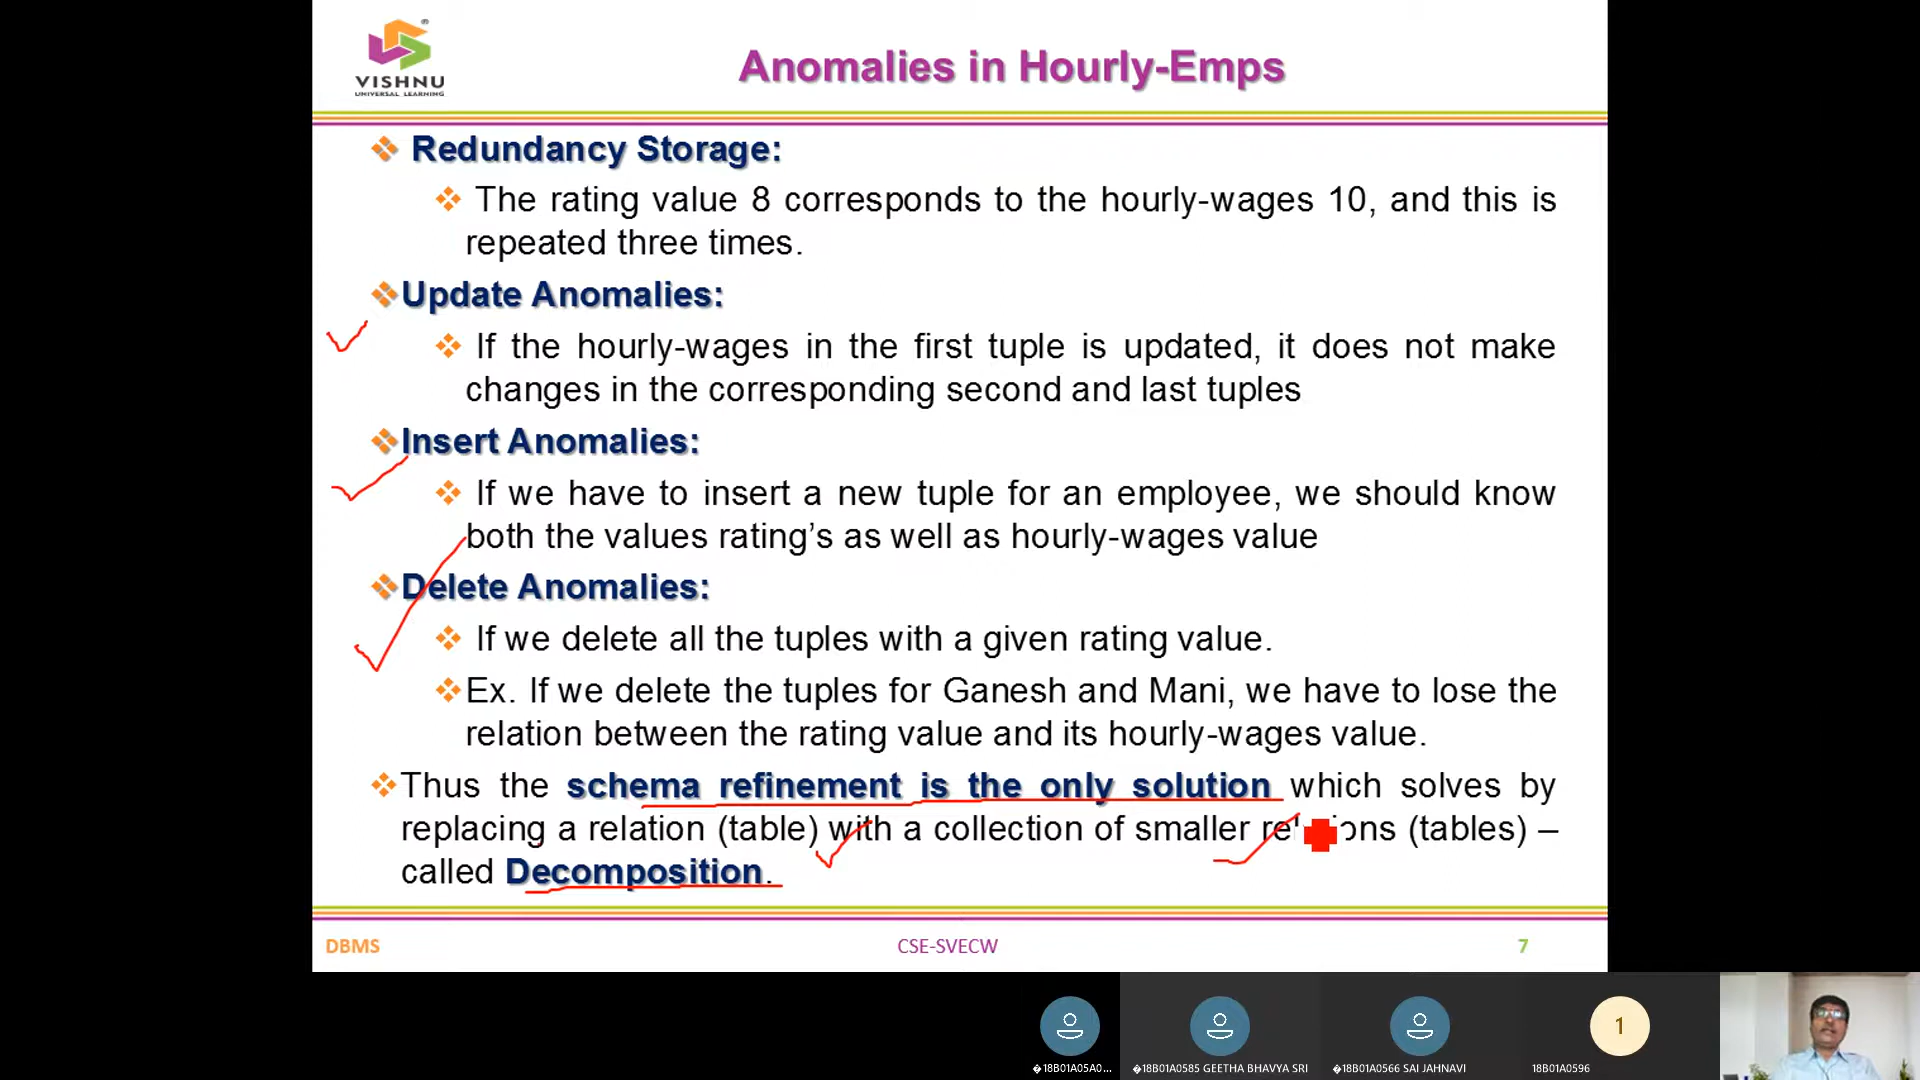 VISHNU
UNIVERSAL LEARNING
Anomalies in Hourly-Emps
Redundancy Storage:
The rating value 8 corresponds to the hourly-wages 10, and this is
repeated three times.
Update Anomalies:
If the hourly-wages in the first tuple is updated, it does not make
changes in the corresponding second and last tuples
Insert Anomalies:
If we have to insert a new tuple for an employee, we should know
both the values rating’s as well as hourly-wages value
Delete Anomalies:
If we delete all the tuples with a given rating value.
Ex. If we delete the tuples for Ganesh and Mani, we have to lose the
relation between the rating value and its hourly-wages value.
Thus the schema refinement is the only solution which solves by
replacing a relation (table) with a collection of smaller (tables) –
called Decomposition.
DBMS CSE-SVECW 7
1
�18B01A05A0... �18B01A0585 GEETHA BHAVYA SRI �18B01A0566 SAI JAHNAVI 18B01A0596